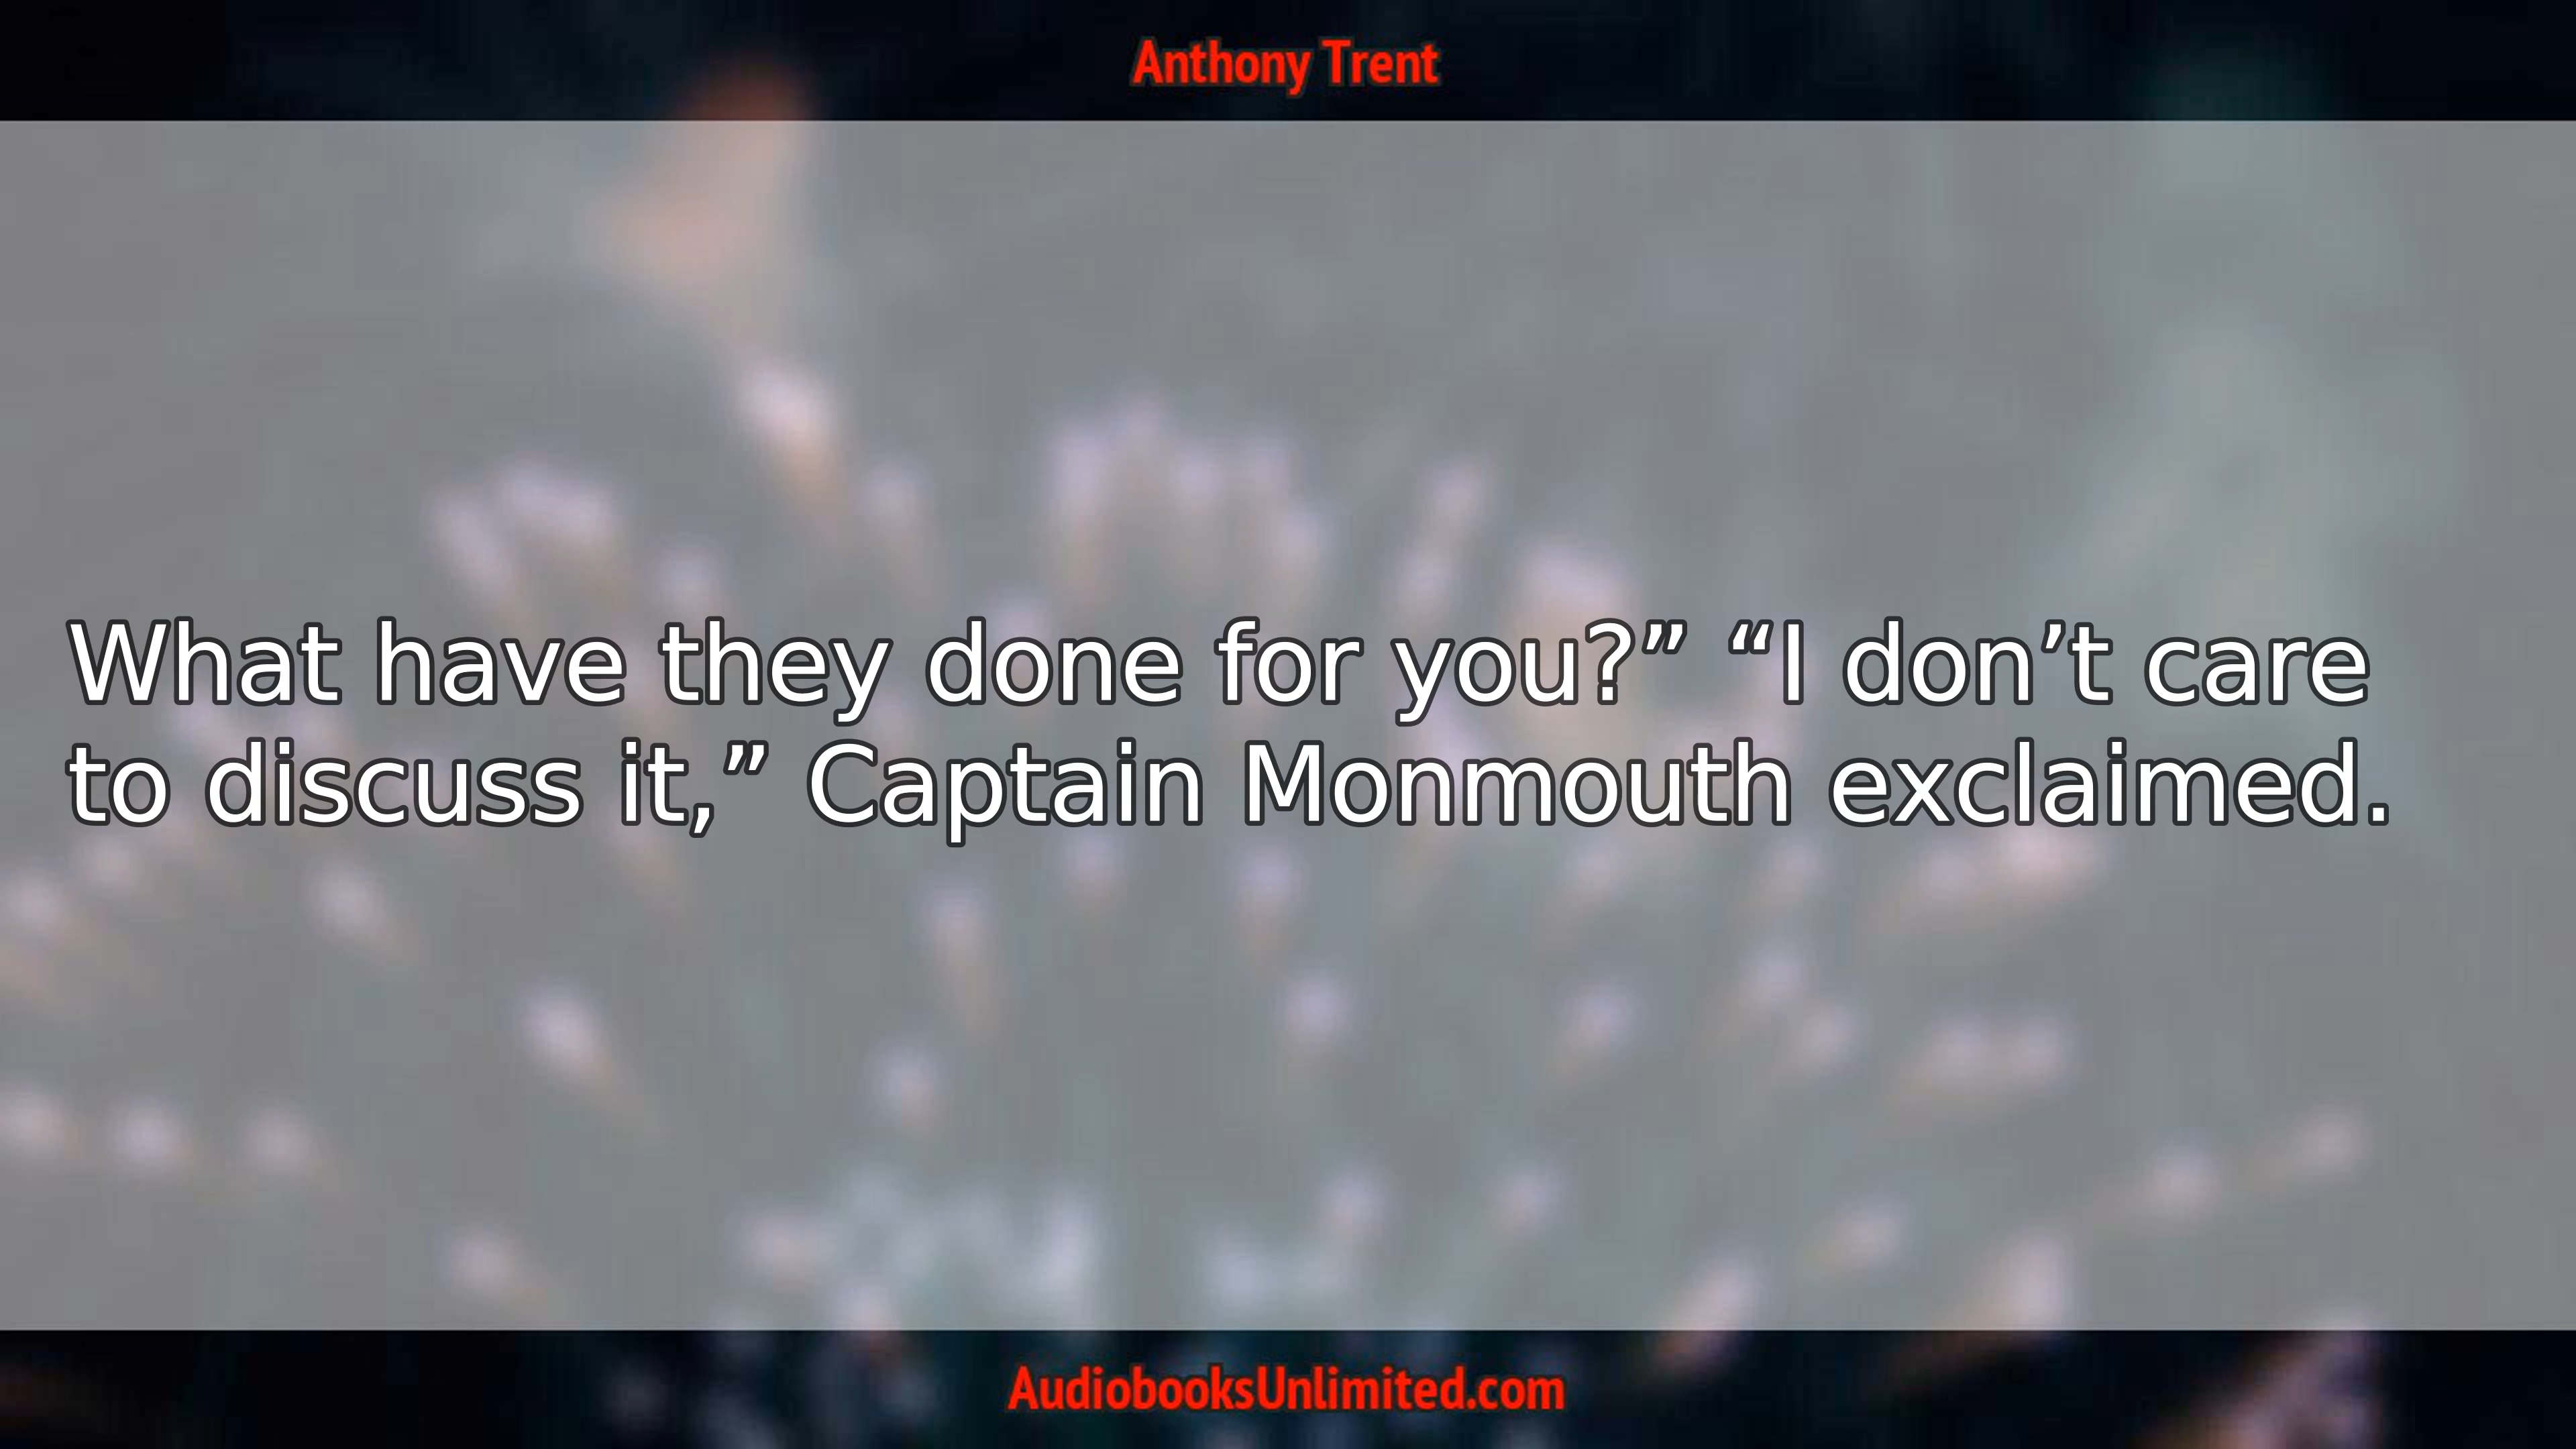 Anthony Trent
What have they done for you?” “I don’t care
to discuss it,” Captain Monmouth exclaimed.
AudiobooksUnlimited.com